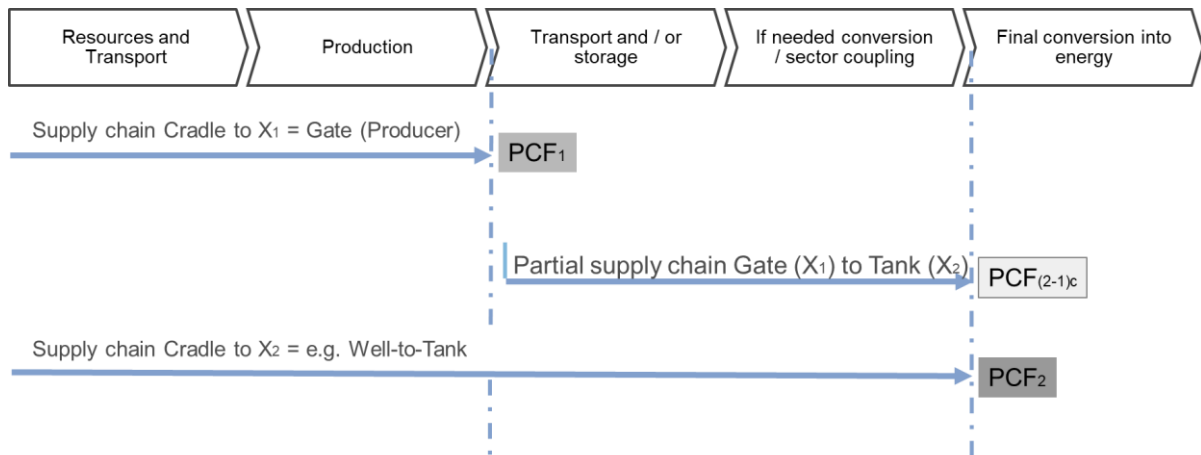 Resources and
Transport
Production
Transport and / or
storage
If needed conversion
/ sector coupling
Final conversion into
energy
Supply chain Cradle to X₁ = Gate (Producer)
PCF₁
Partial supply chain Gate (X₁) to Tank (X₂)
PCF₍₂₋₁₎c
Supply chain Cradle to X₂ = e.g. Well-to-Tank
PCF₂